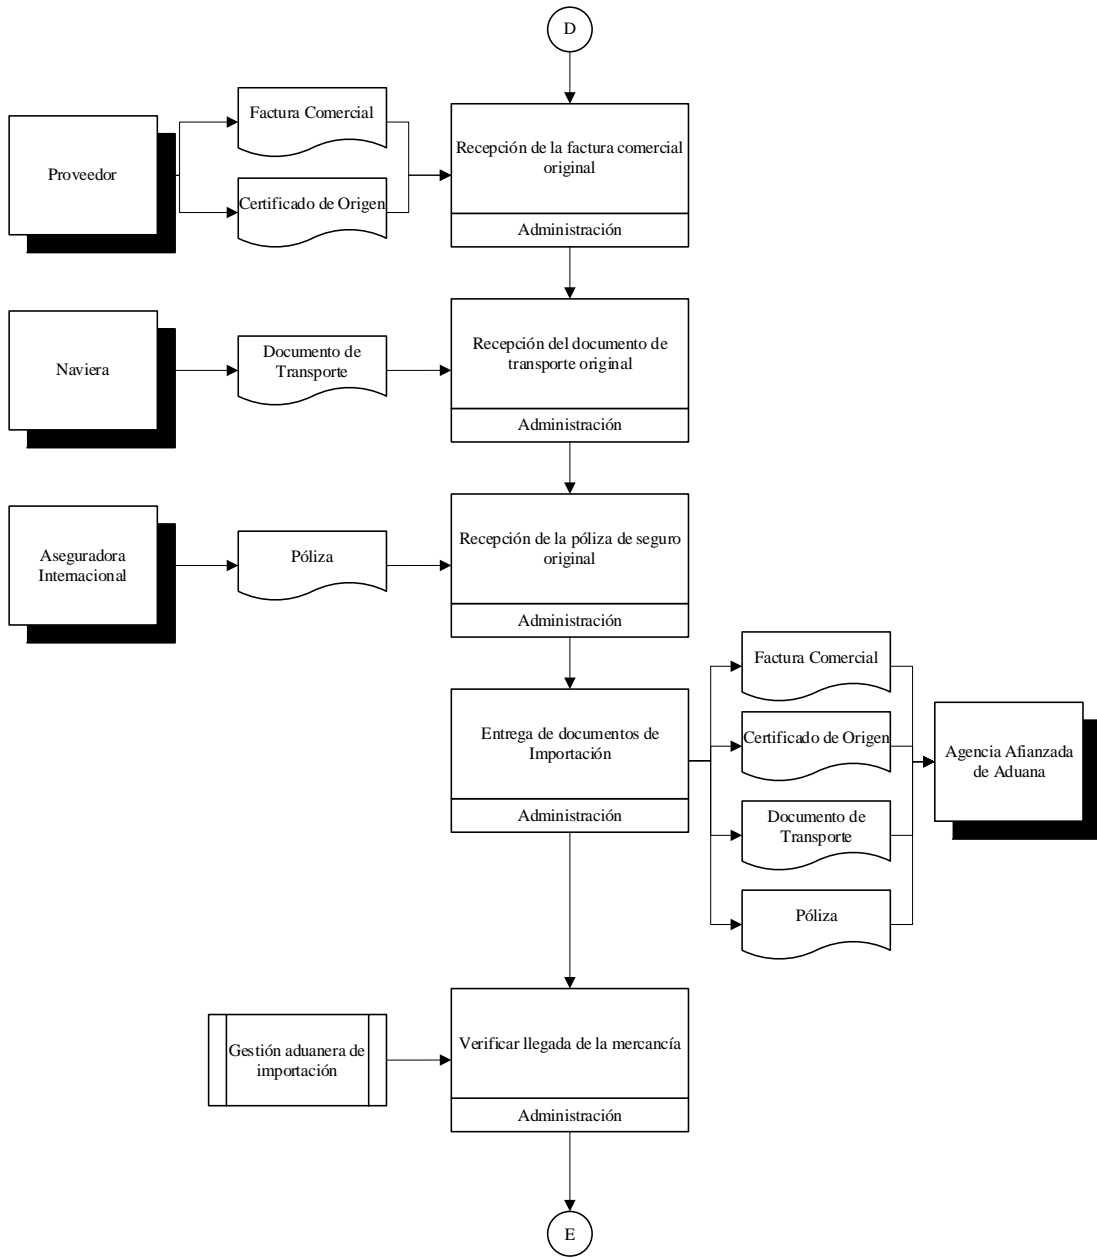 D
Proveedor
Factura Comercial
Certificado de Origen
Recepción de la factura comercial
original
Administración
Naviera
Documento de
Transporte
Recepción del documento de
transporte original
Administración
Aseguradora
Internacional
Póliza
Recepción de la póliza de seguro
original
Administración
Entrega de documentos de
Importación
Administración
Factura Comercial
Certificado de Origen
Documento de
Transporte
Póliza
Agencia Afianzada
de Aduana
Gestión aduanera de
importación
Verificar llegada de la mercancía
Administración
E